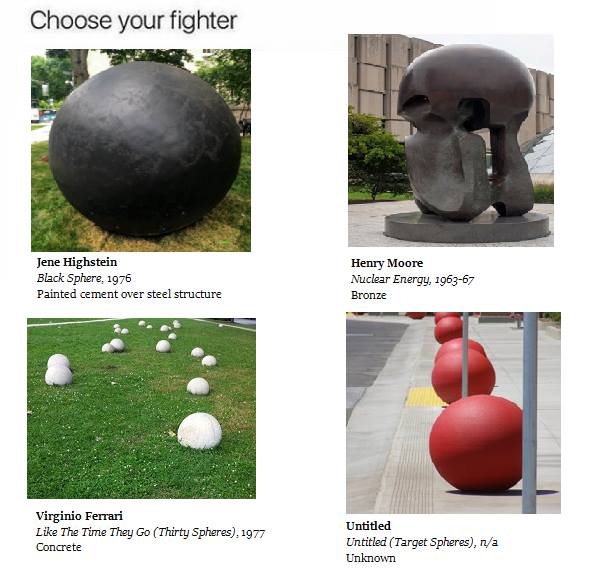 Choose your fighter
Jene Highstein
Black Sphere, 1976
Painted cement over steel structure
Henry Moore
Nuclear Energy, 1963-67
Bronze
Virginio Ferrari
Like The Time They Go (Thirty Spheres), 1977
Concrete
Untitled
Untitled (Target Spheres), n/a
Unknown